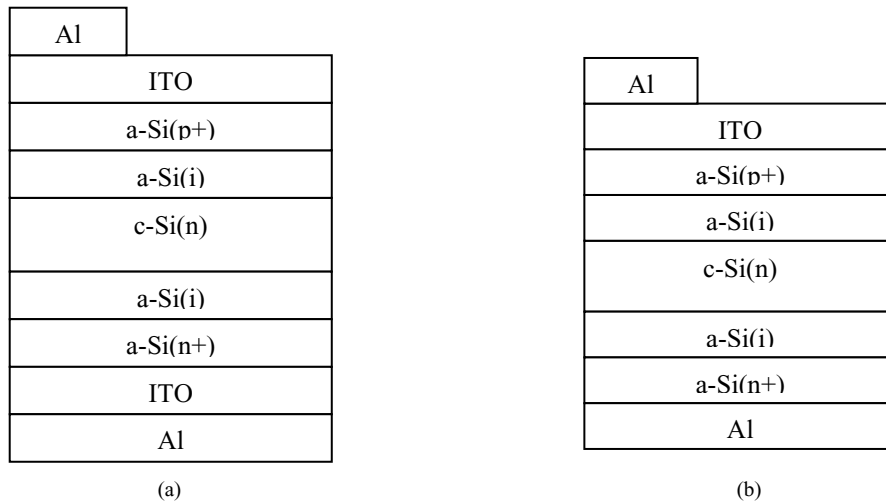 Al
ITO
a-Si(p+)
a-Si(i)
c-Si(n)
a-Si(i)
a-Si(n+)
ITO
Al
(a)
Al
ITO
a-Si(p+)
a-Si(i)
c-Si(n)
a-Si(i)
a-Si(n+)
Al
(b)